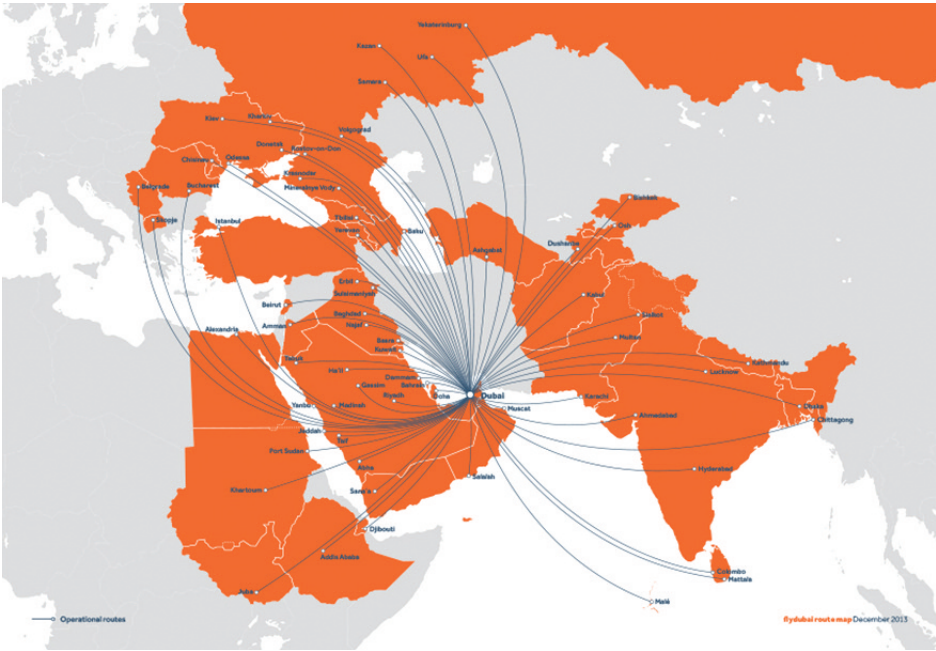 Yekaterinburg
Kazan
Ufa
Samara
Kiev
Kharkiv
Volgograd
Donetsk
Rostov-on-Don
Chisinau
Odessa
Krasnodar
Belgrade
Bucharest
Mineralnye Vody
Bishkek
Skopje
Istanbul
Tbilisi
Yerevan
Baku
Osh
Dushanbe
Ashgabat
Erbil
Sulaimaniyah
Kabul
Beirut
Baghdad
Amman
Najaf
Alexandria
Sialkot
Multan
Basra
Kuwait
Tabuk
Kathmandu
Ha'il
Lucknow
Dammam
Qassim
Bahrain
Riyadh
Doha
Dubai
Karachi
Yanbu
Madinah
Muscat
Dhaka
Ahmedabad
Chittagong
Jeddah
Taif
Port Sudan
Abha
Hyderabad
Salalah
Khartoum
Sana'a
Djibouti
Addis Ababa
Colombo
Mattala
Juba
Malé
Operational routes
flydubai route map December 2013